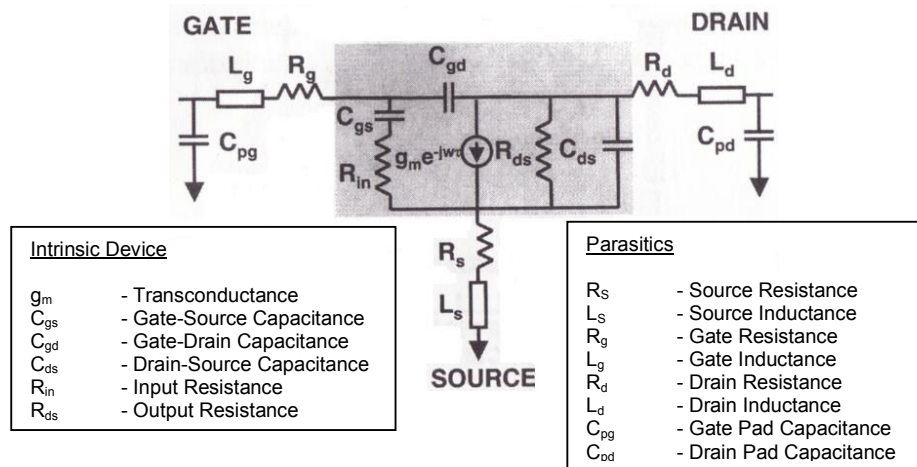 GATE
DRAIN
Lg
Rg
Cgd
Rd
Ld
Cpg
Cgs
Rin
gme-jwτ
Rds
Cds
Cpd
Rs
Ls
SOURCE
Intrinsic Device
gm - Transconductance
Cgs - Gate-Source Capacitance
Cgd - Gate-Drain Capacitance
Cds - Drain-Source Capacitance
Rin - Input Resistance
Rds - Output Resistance
Parasitics
RS - Source Resistance
LS - Source Inductance
Rg - Gate Resistance
Lg - Gate Inductance
Rd - Drain Resistance
Ld - Drain Inductance
Cpg - Gate Pad Capacitance
Cpd - Drain Pad Capacitance